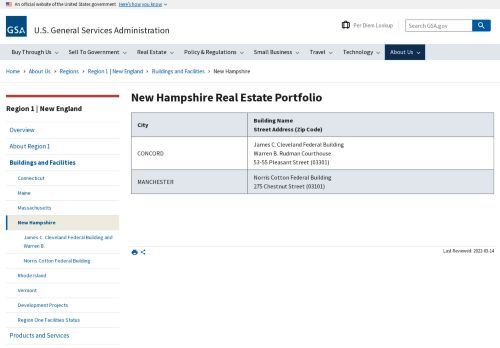 An official website of the United States government Here's how you know
GSA
U.S. General Services Administration
Per Diem Lookup
Search GSA.gov
Buy Through Us Sell To Government Real Estate Policy & Regulations Small Business Travel Technology About Us
Home > About Us > Regions > Region 1 | New England > Buildings and Facilities > New Hampshire
Region 1 | New England
Overview
About Region 1
Buildings and Facilities
Connecticut
Maine
Massachusetts
New Hampshire
James C. Cleveland Federal Building and
Warren B.
Norris Cotton Federal Building
Rhode Island
Vermont
Development Projects
Region One Facilities Status
Products and Services
New Hampshire Real Estate Portfolio
City
Building Name
Street Address (Zip Code)
CONCORD
James C. Cleveland Federal Building
Warren B. Rudman Courthouse
53-55 Pleasant Street (03301)
MANCHESTER
Norris Cotton Federal Building
275 Chestnut Street (03101)
Last Reviewed: 2022-03-14